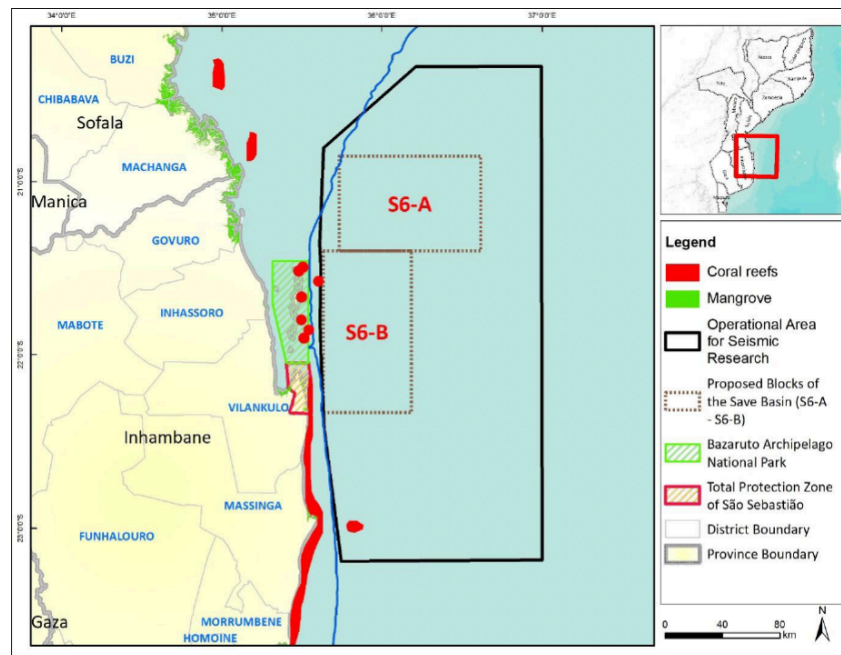 34°0'0"E
35°0'0"E
36°0'0"E
37°0'0"E
BUZI
CHIBABAVA
Sofala
MACHANGA
21°0'0"S
Manica
GOVURO
S6-A
MABOTE
INHASSORO
S6-B
22°0'0"S
VILANKULO
Inhambane
MASSINGA
23°0'0"S
FUNHALOURO
Gaza
MORRUMBENE
HOMOINE
Legend
Coral reefs
Mangrove
Operational Area
for Seismic
Research
Proposed Blocks of
the Save Basin (S6-A
- S6-B)
Bazaruto Archipelago
National Park
Total Protection Zone
of São Sebastião
District Boundary
Province Boundary
N
0 40 80
km